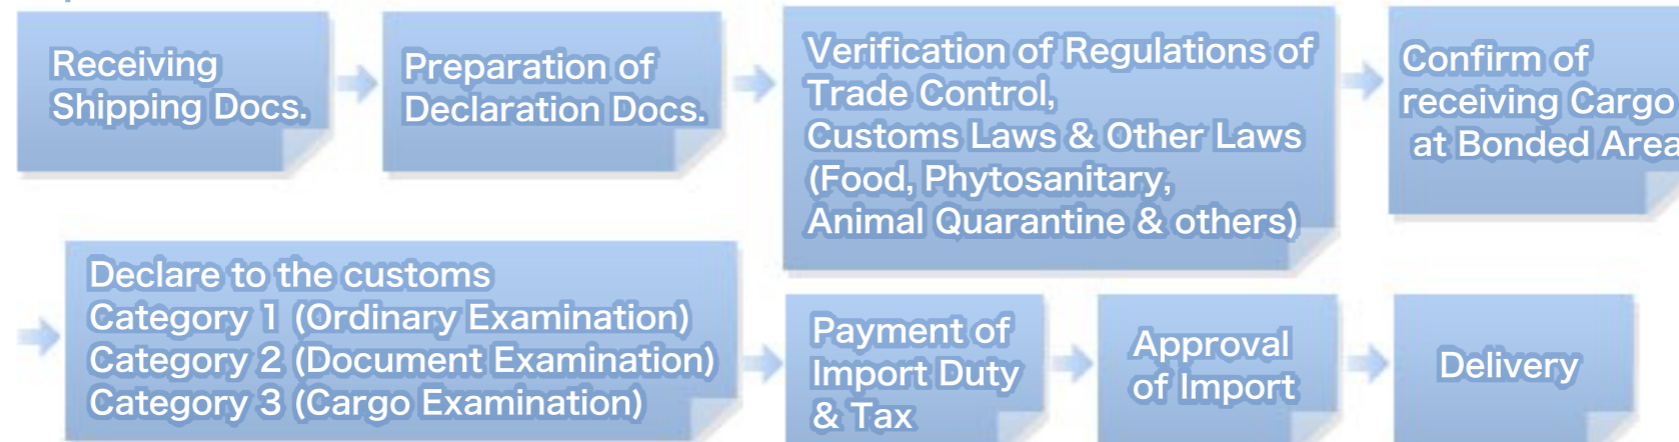 Receiving
Shipping Docs.
Preparation of
Declaration Docs.
Verification of Regulations of
Trade Control,
Customs Laws & Other Laws
(Food, Phytosanitary,
Animal Quarantine & others)
Confirm of
receiving Cargo
at Bonded Area
Declare to the customs
Category 1 (Ordinary Examination)
Category 2 (Document Examination)
Category 3 (Cargo Examination)
Payment of
Import Duty
& Tax
Approval
of Import
Delivery